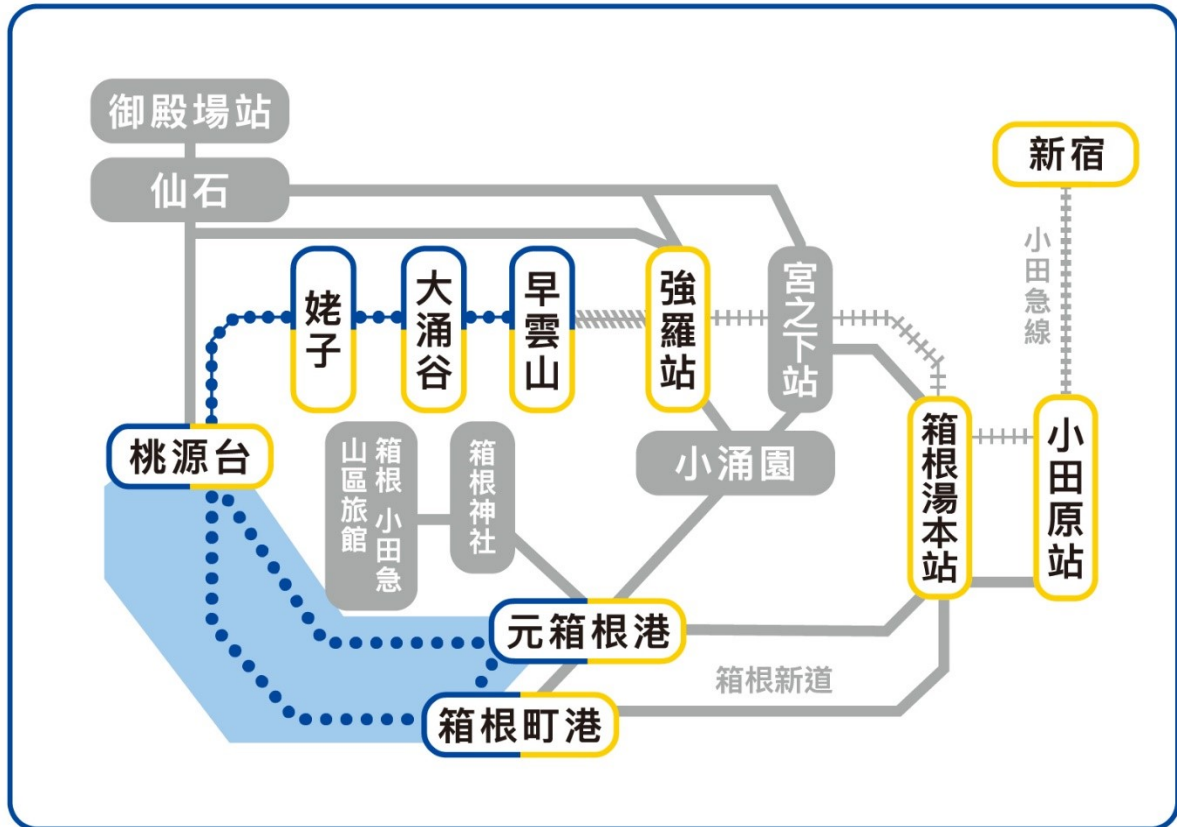 御殿場站
仙石
新宿
小田急線
姥子
大涌谷
早雲山
強羅站
宮之下站
桃源台
箱根 小田急
山區旅館
箱根神社
小涌園
箱根湯本站
小田原站
元箱根港
箱根新道
箱根町港